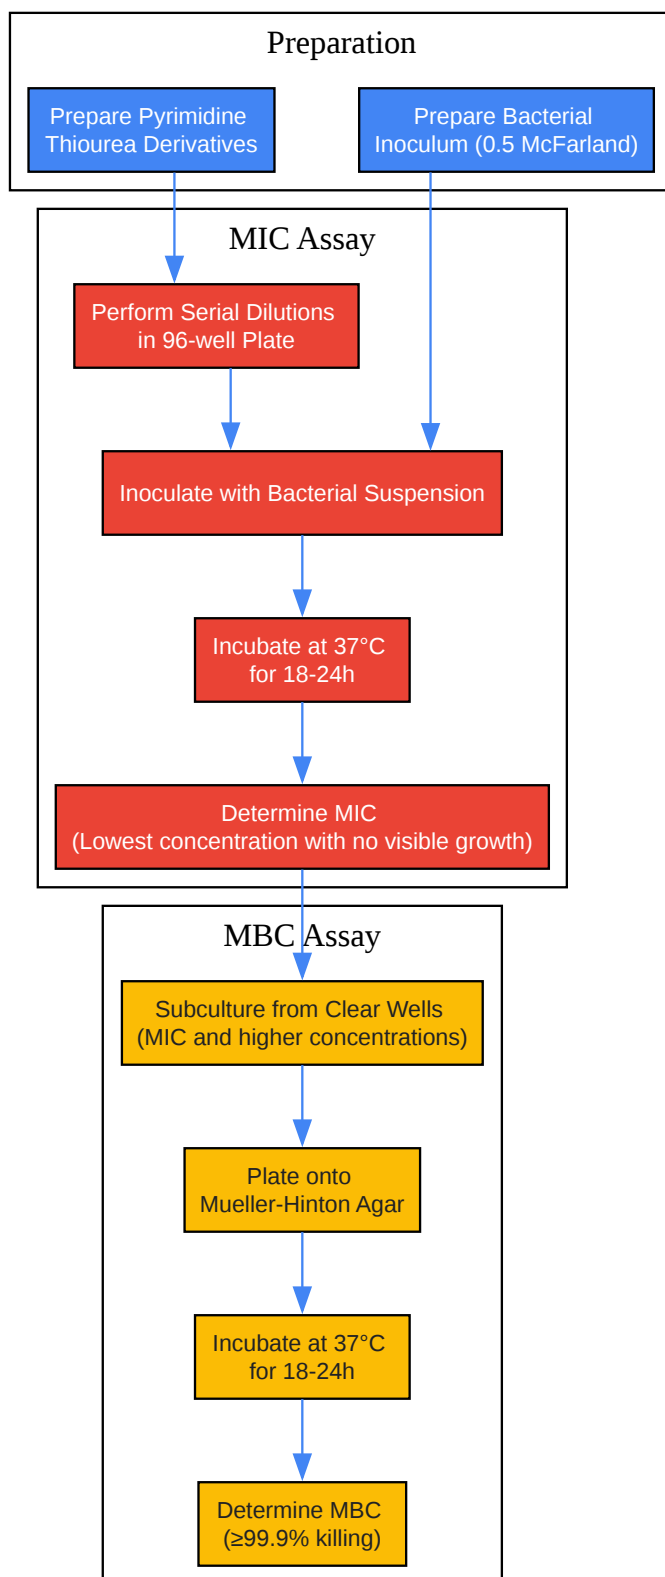 Preparation
Prepare Pyrimidine
Thiourea Derivatives
Prepare Bacterial
Inoculum (0.5 McFarland)
MIC Assay
Perform Serial Dilutions
in 96-well Plate
Inoculate with Bacterial Suspension
Incubate at 37°C
for 18-24h
Determine MIC
(Lowest concentration with no visible growth)
MBC Assay
Subculture from Clear Wells
(MIC and higher concentrations)
Plate onto
Mueller-Hinton Agar
Incubate at 37°C
for 18-24h
Determine MBC
(≥99.9% killing)